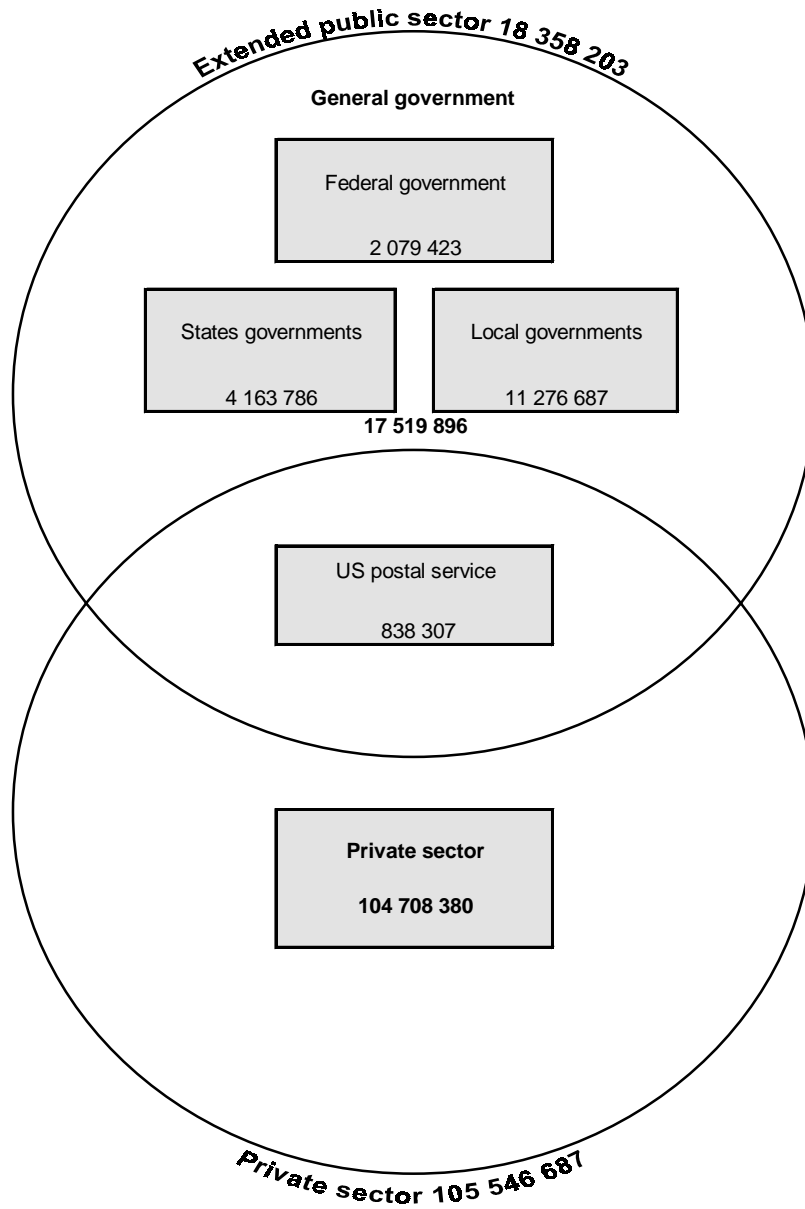 Extended public sector 18 358 203
General government
Federal government
2 079 423
States governments
4 163 786
Local governments
11 276 687
17 519 896
US postal service
838 307
Private sector
104 708 380
Private sector 105 546 687